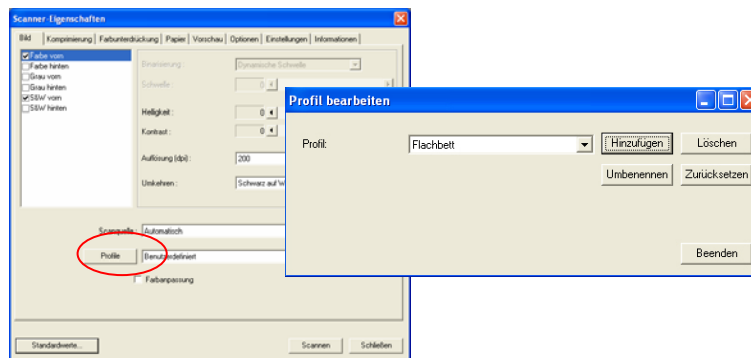 Scanner-Eigenschaften
Bild Komprimierung Farbunterdrückung Papier Vorschau Optionen Einstellungen Informationen
Farbe vorn
Farbe hinten
Grau vorn
Grau hinten
S&W vorn
S&W hinten
Binarisierung : Dynamische Schwelle
Schwelle : 0
Helligkeit : 0
Kontrast : 0
Auflösung (dpi) : 200
Umkehren : Schwarz auf W
Scanquelle : Automatisch
Profile Benutzerdefiniert
Farbanpassung
Standardwerte... Scannen Schließen
Profil bearbeiten
Profil: Flachbett Hinzufügen Löschen
Umbenennen Zurücksetzen
Beenden